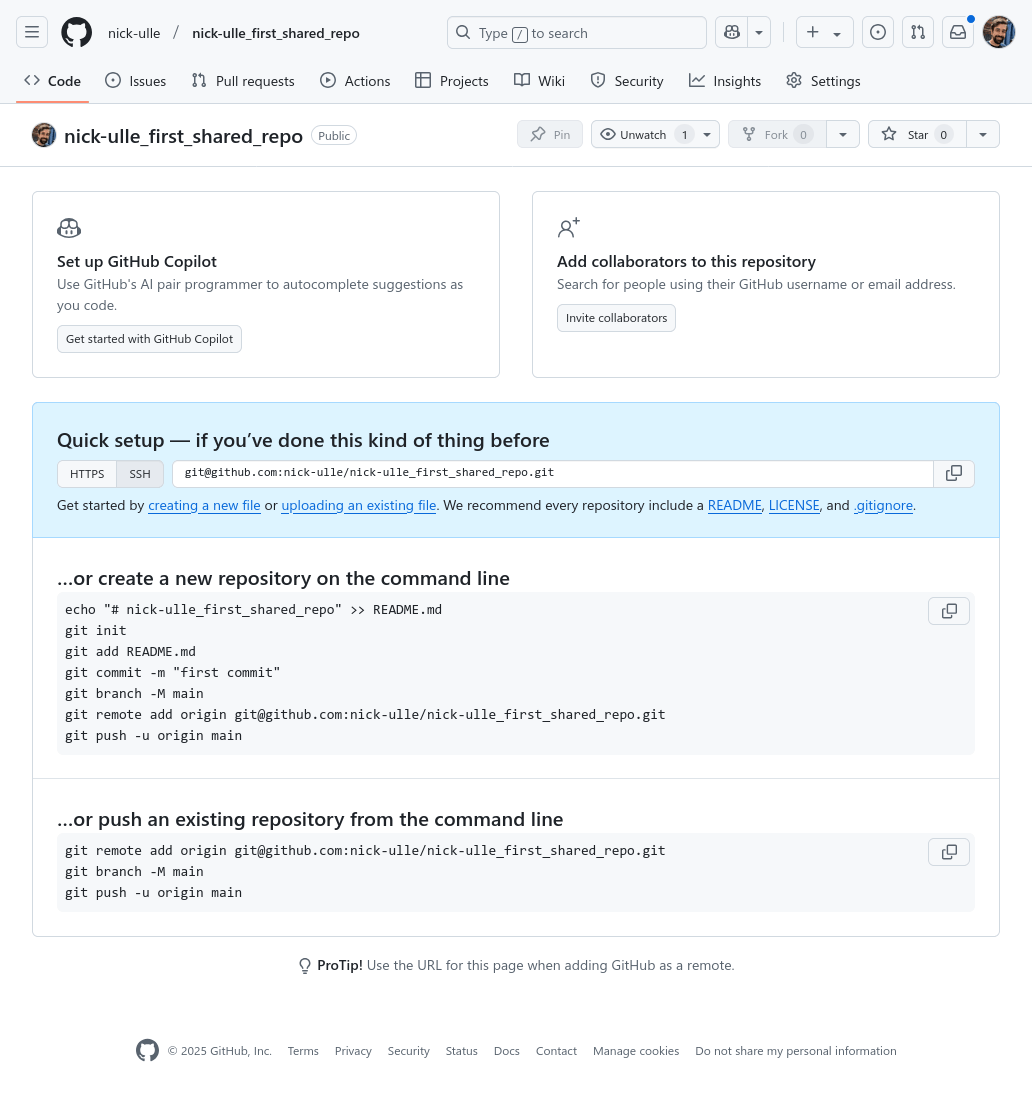 nick-ulle / nick-ulle_first_shared_repo
Type / to search
Code Issues Pull requests Actions Projects Wiki Security Insights Settings
nick-ulle_first_shared_repo Public
Pin Unwatch 1 Fork 0 Star 0
Set up GitHub Copilot
Use GitHub's AI pair programmer to autocomplete suggestions as
you code.
Get started with GitHub Copilot
Add collaborators to this repository
Search for people using their GitHub username or email address.
Invite collaborators
Quick setup — if you’ve done this kind of thing before
HTTPS SSH git@github.com:nick-ulle/nick-ulle_first_shared_repo.git
Get started by creating a new file or uploading an existing file. We recommend every repository include a README, LICENSE, and .gitignore.
…or create a new repository on the command line
echo "# nick-ulle_first_shared_repo" >> README.md
git init
git add README.md
git commit -m "first commit"
git branch -M main
git remote add origin git@github.com:nick-ulle/nick-ulle_first_shared_repo.git
git push -u origin main
…or push an existing repository from the command line
git remote add origin git@github.com:nick-ulle/nick-ulle_first_shared_repo.git
git branch -M main
git push -u origin main
ProTip! Use the URL for this page when adding GitHub as a remote.
© 2025 GitHub, Inc. Terms Privacy Security Status Docs Contact Manage cookies Do not share my personal information